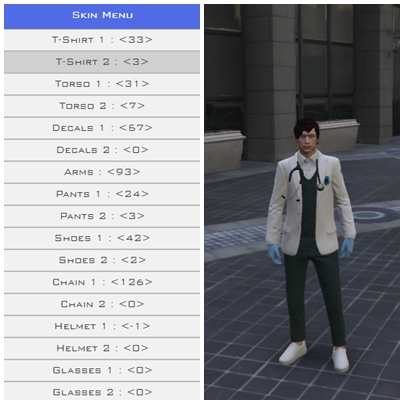 Skin Menu
T-Shirt 1 : <33>
T-Shirt 2 : <3>
Torso 1 : <31>
Torso 2 : <7>
Decals 1 : <57>
Decals 2 : <0>
Arms : <93>
Pants 1 : <24>
Pants 2 : <3>
Shoes 1 : <42>
Shoes 2 : <2>
Chain 1 : <126>
Chain 2 : <0>
Helmet 1 : <-1>
Helmet 2 : <0>
Glasses 1 : <0>
Glasses 2 : <0>